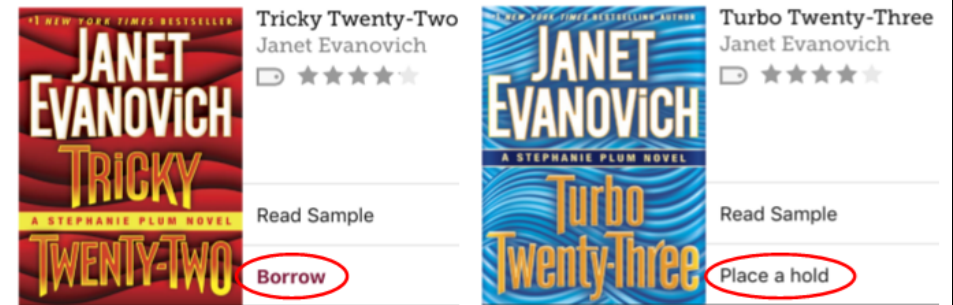 #1 NEW YORK TIMES BESTSELLER
JANET
EVANOVICH
TRiCKY
A STEPHANIE PLUM NOVEL
TWENTY-TWO
Tricky Twenty-Two
Janet Evanovich
Read Sample
Borrow
#1 NEW YORK TIMES BESTSELLING AUTHOR
JANET
EVANOVICH
A STEPHANIE PLUM NOVEL
Turbo
Twenty-Three
Turbo Twenty-Three
Janet Evanovich
Read Sample
Place a hold